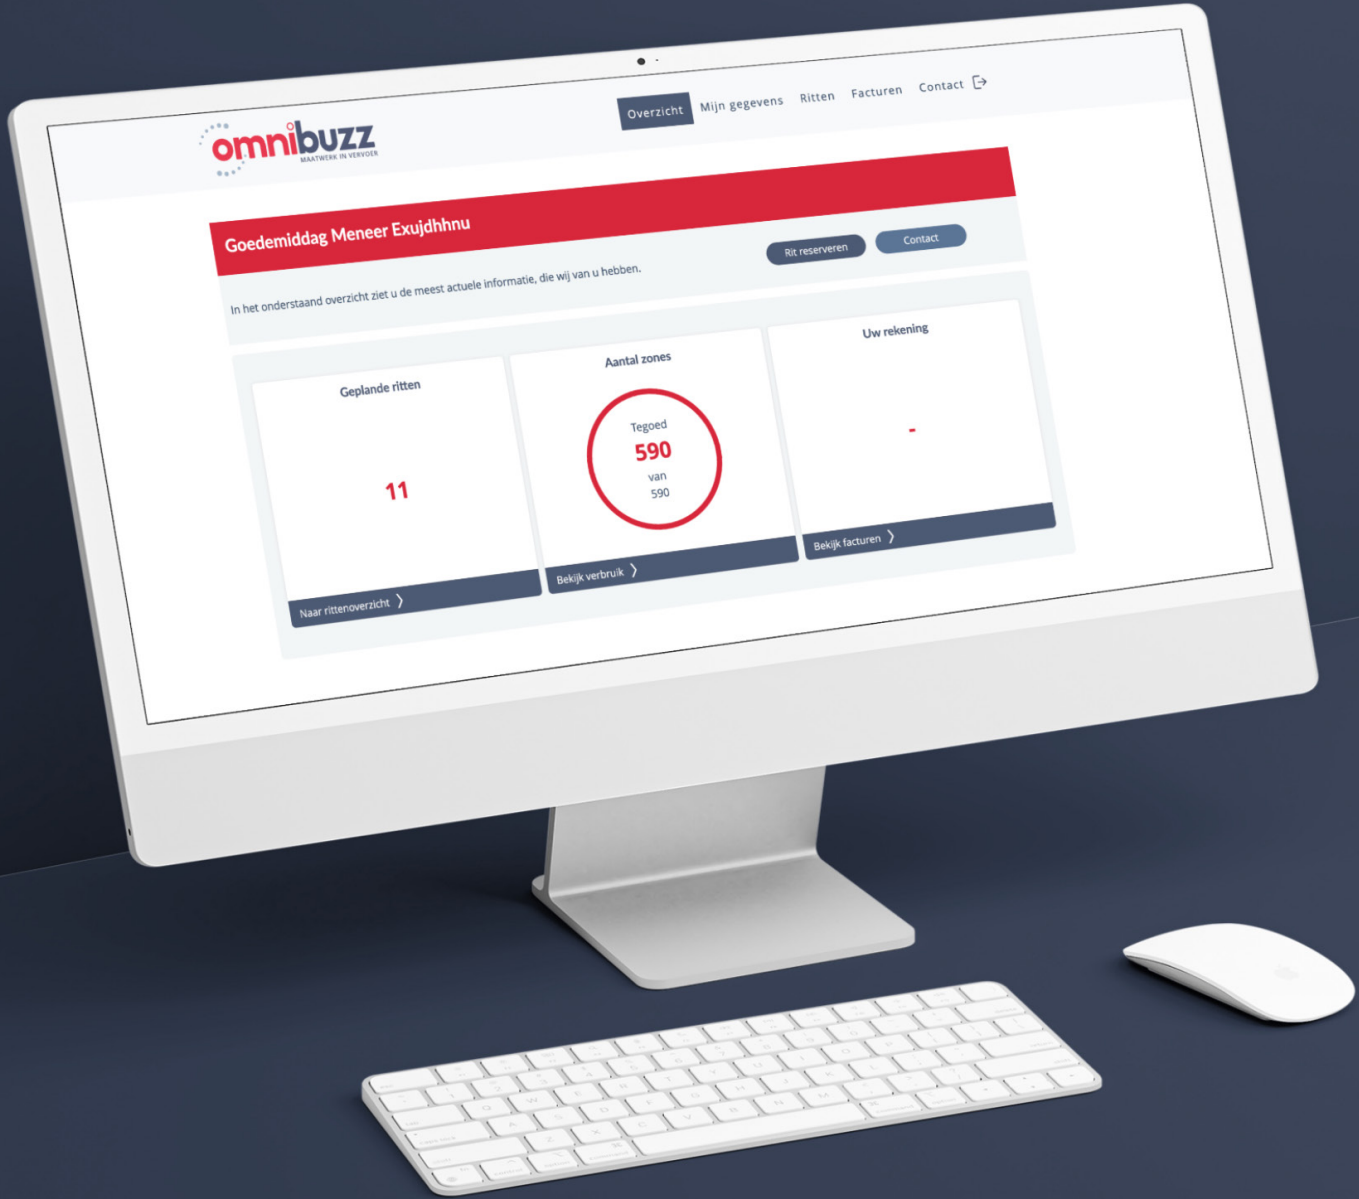 omnibuzz
MAATWERK IN VERVOER
Overzicht Mijn gegevens Ritten Facturen Contact
Goedemiddag Meneer Exujdhhnu
In het onderstaand overzicht ziet u de meest actuele informatie, die wij van u hebben.
Rit reserveren
Contact
Geplande ritten
11
Naar rittenoverzicht
Aantal zones
Tegoed
590
van
590
Bekijk verbruik
Uw rekening
-
Bekijk facturen